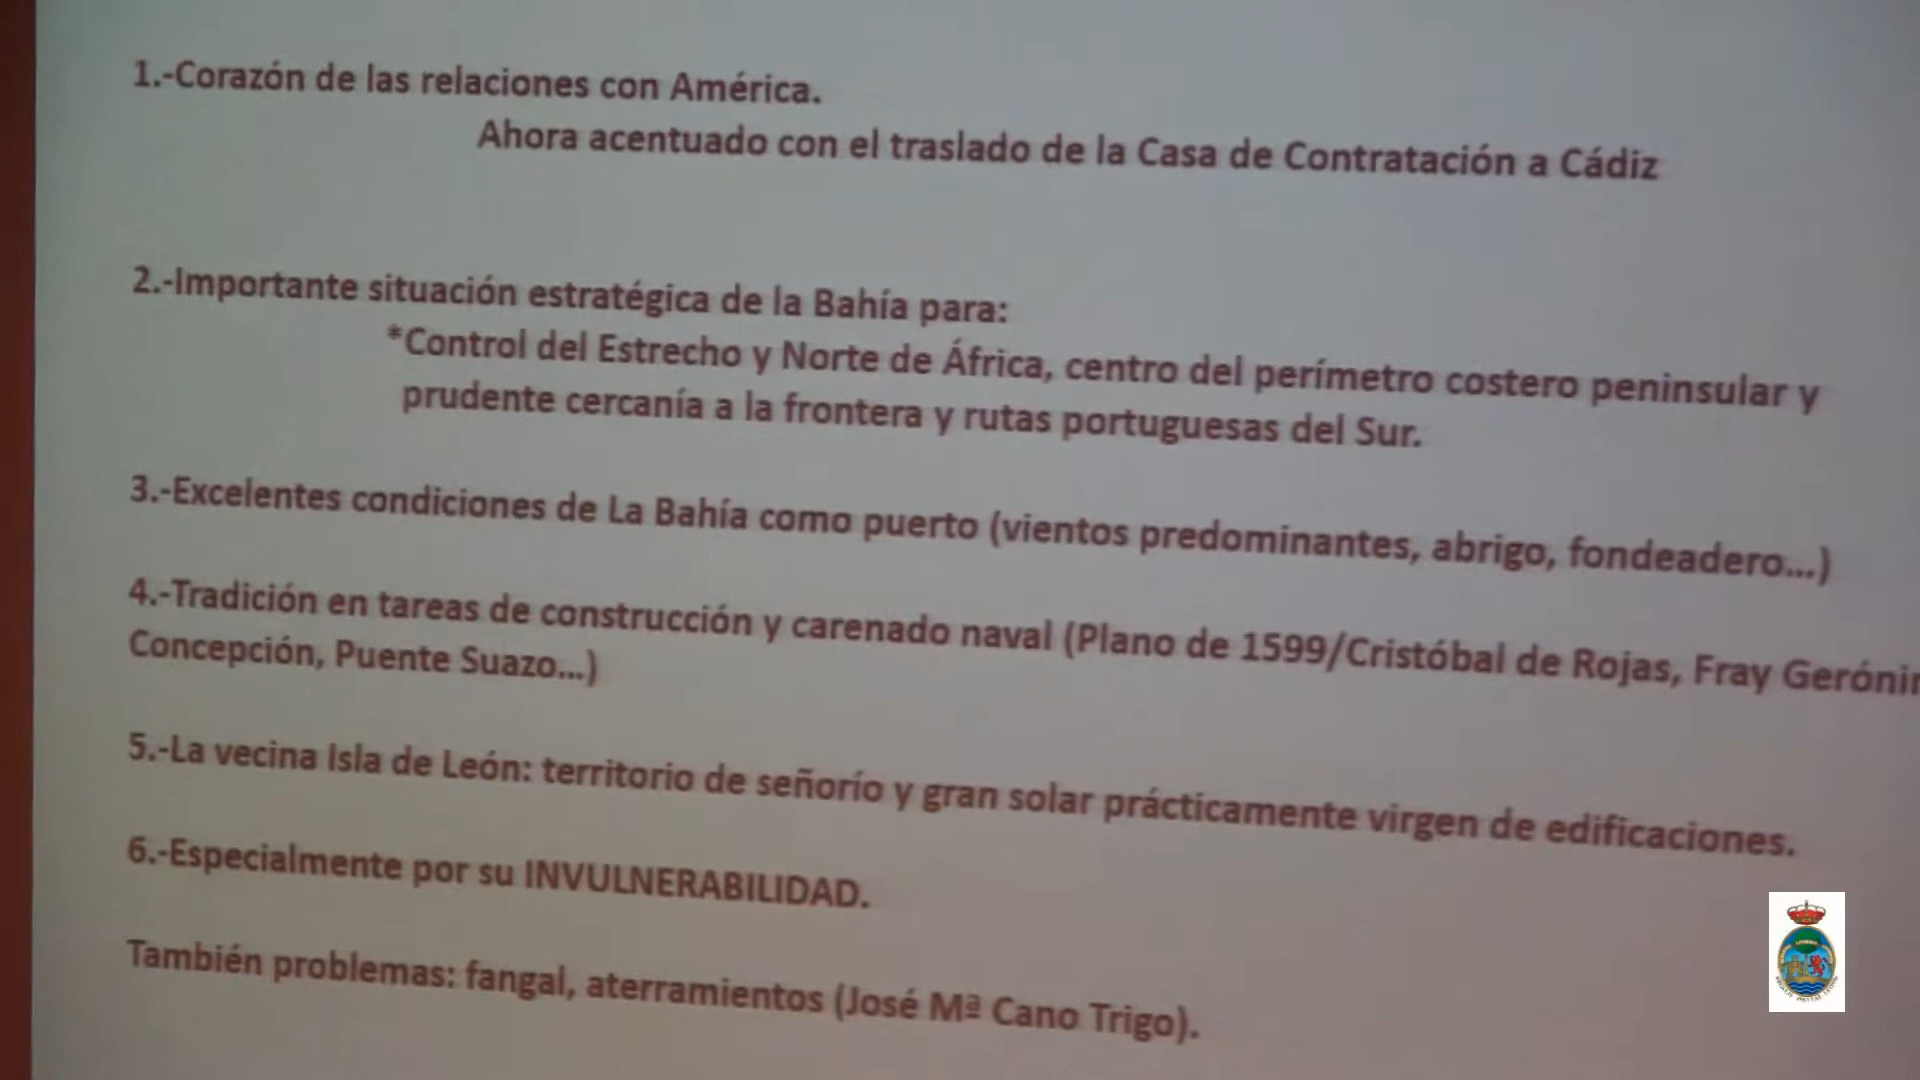 1.-Corazón de las relaciones con América.
Ahora acentuado con el traslado de la Casa de Contratación a Cádiz
2.-Importante situación estratégica de la Bahía para:
*Control del Estrecho y Norte de África, centro del perímetro costero peninsular y
prudente cercanía a la frontera y rutas portuguesas del Sur.
3.-Excelentes condiciones de La Bahía como puerto (vientos predominantes, abrigo, fondeadero...)
4.-Tradición en tareas de construcción y carenado naval (Plano de 1599/Cristóbal de Rojas, Fray
Concepción, Puente Suazo...)
5.-La vecina Isla de León: territorio de señorío y gran solar prácticamente virgen de edificaciones.
6.-Especialmente por su INVULNERABILIDAD.
También problemas: fangal, aterramientos (José Mª Cano Trigo).